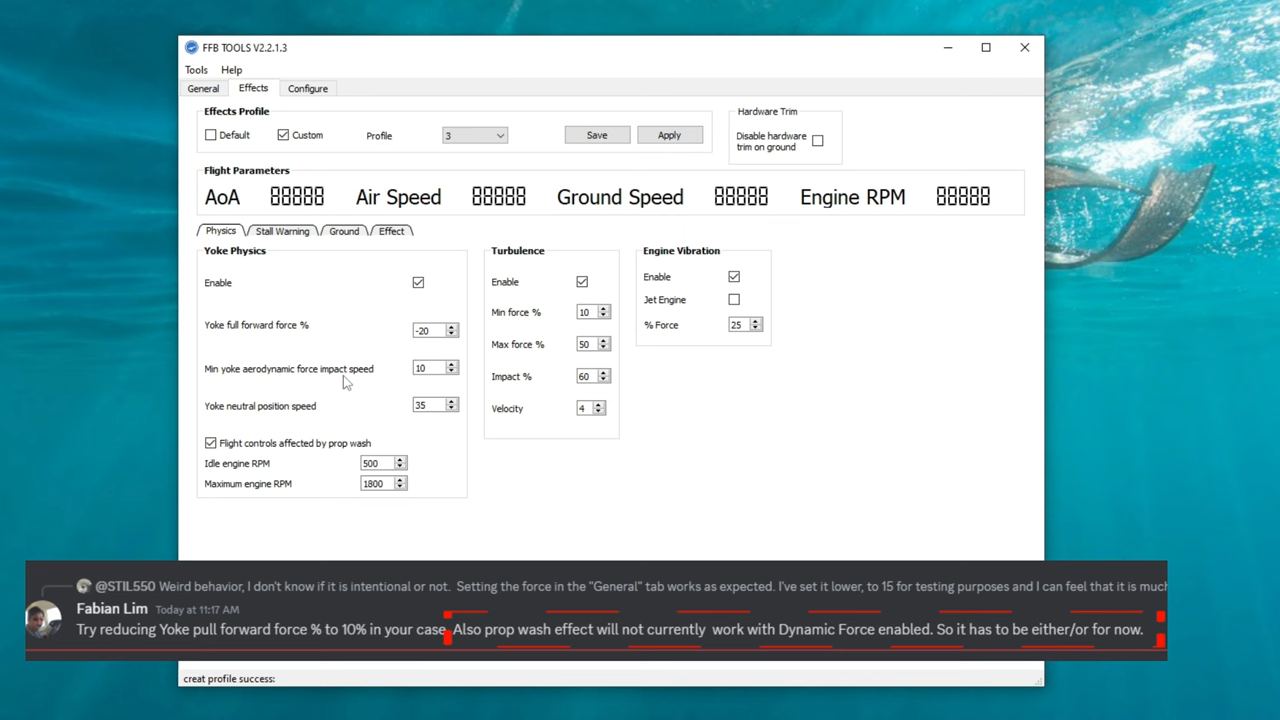 FFB TOOLS V2.2.1.3
Tools Help
General Effects Configure
Effects Profile
Default Custom Profile 3 Save Apply
Hardware Trim
Disable hardware
trim on ground
Flight Parameters
AoA 88888 Air Speed 88888 Ground Speed 88888 Engine RPM 88888
Physics Stall Warning Ground Effect
Yoke Physics
Enable
Yoke full forward force % -20
Min yoke aerodynamic force impact speed 10
Yoke neutral position speed 35
Flight controls affected by prop wash
Idle engine RPM 500
Maximum engine RPM 1800
Turbulence
Enable
Min force % 10
Max force % 50
Impact % 60
Velocity 4
Engine Vibration
Enable
Jet Engine
% Force 25
@STIL550 Weird behavior, I don't know if it is intentional or not. Setting the force in the "General" tab works as expected. I've set it lower, to 15 for testing purposes and I can feel that it is much
Fabian Lim Today at 11:17 AM
Try reducing Yoke pull forward force % to 10% in your case. Also prop wash effect will not currently work with Dynamic Force enabled. So it has to be either/or for now.
creat profile success: